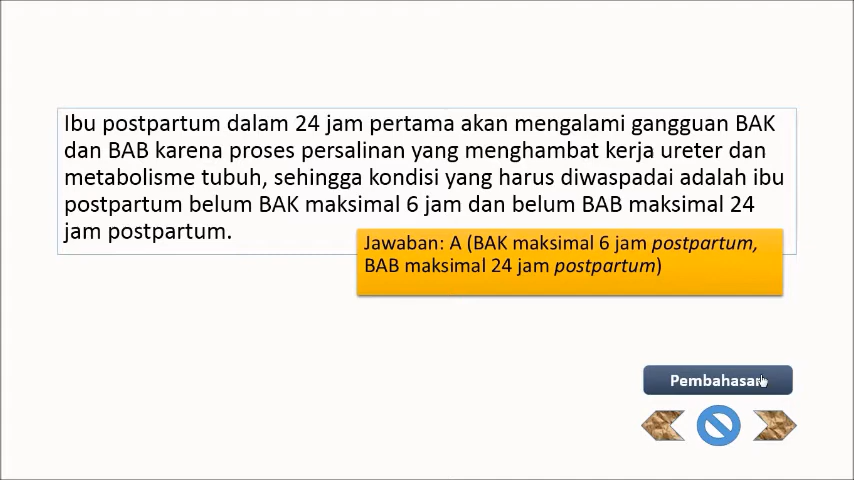 Ibu postpartum dalam 24 jam pertama akan mengalami gangguan BAK
dan BAB karena proses persalinan yang menghambat kerja ureter dan
metabolisme tubuh, sehingga kondisi yang harus diwaspadai adalah ibu
postpartum belum BAK maksimal 6 jam dan belum BAB maksimal 24
jam postpartum.
Jawaban: A (BAK maksimal 6 jam postpartum,
BAB maksimal 24 jam postpartum)
Pembahasan